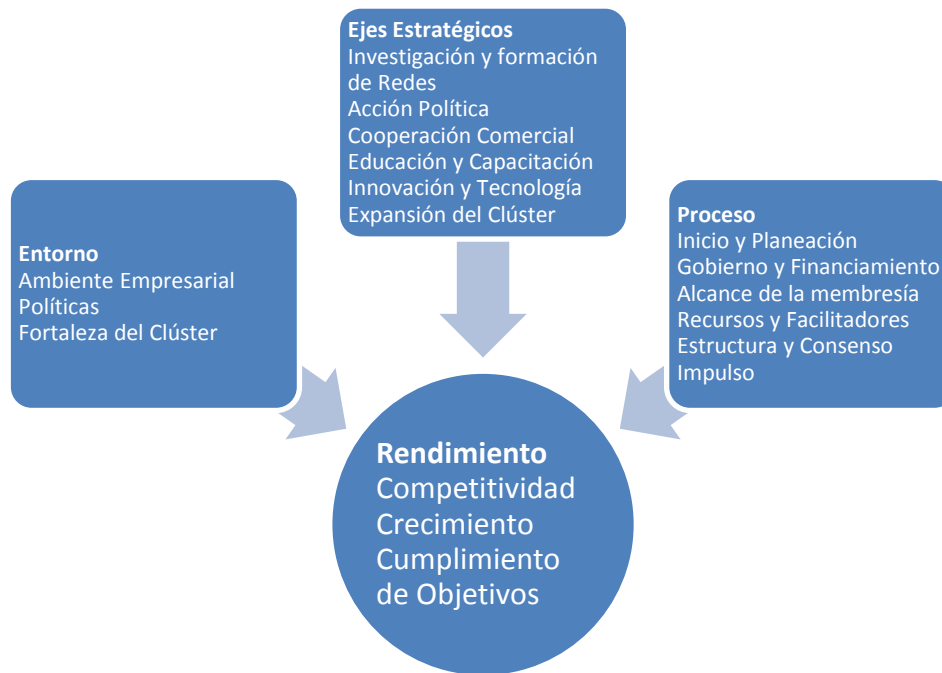 Ejes Estratégicos
Investigación y formación
de Redes
Acción Política
Cooperación Comercial
Educación y Capacitación
Innovación y Tecnología
Expansión del Clúster
Entorno
Ambiente Empresarial
Políticas
Fortaleza del Clúster
Proceso
Inicio y Planeación
Gobierno y Financiamiento
Alcance de la membresía
Recursos y Facilitadores
Estructura y Consenso
Impulso
Rendimiento
Competitividad
Crecimiento
Cumplimiento
de Objetivos